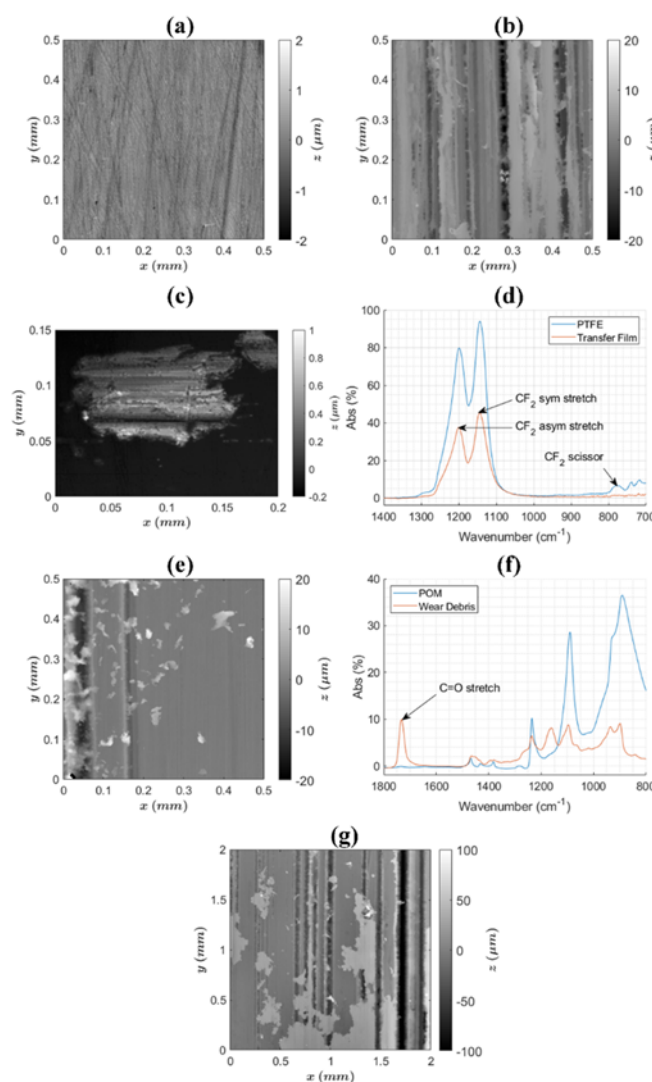 (a)
0.5
0.4
0.3
0.2
0.1
0
0 0.1 0.2 0.3 0.4 0.5
y (mm)
x (mm)
2
1
0
-1
-2
z (μm)
(b)
0.5
0.4
0.3
0.2
0.1
0
0 0.1 0.2 0.3 0.4 0.5
y (mm)
x (mm)
20
10
0
-10
-20
z (μm)
(c)
0.15
0.1
0.05
0
0.05 0.1 0.15 0.2
y (mm)
x (mm)
1
0.8
0.6
0.4
0.2
0
-0.2
z (μm)
(d)
100
80
60
40
20
0
1400 1300 1200 1100 1000 900 800 700
Abs (%)
Wavenumber (cm⁻¹)
PTFE
Transfer Film
CF₂ sym stretch
CF₂ asym stretch
CF₂ scissor
(e)
0.5
0.4
0.3
0.2
0.1
0
0 0.1 0.2 0.3 0.4 0.5
y (mm)
x (mm)
20
10
0
-10
-20
z (μm)
(f)
40
30
20
10
0
1800 1600 1400 1200 1000 800
Abs (%)
Wavenumber (cm⁻¹)
POM
Wear Debris
C=O stretch
(g)
2
1.5
1
0.5
0
0 0.5 1 1.5 2
y (mm)
x (mm)
100
50
0
-50
-100
z (μm)